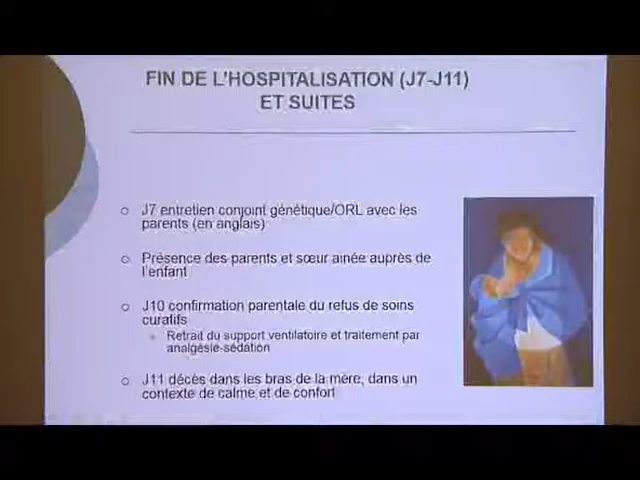 FIN DE L'HOSPITALISATION (J7-J11)
ET SUITES
J7 entretien conjoint génétique/ORL avec les
parents (en anglais)
Présence des parents et sœur ainée auprès de
l'enfant
J10 confirmation parentale du refus de soins
curatifs
Retrait du support ventilatoire et traitement par
analgésie-sédation
J11 décès dans les bras de la mère, dans un
contexte de calme et de confort